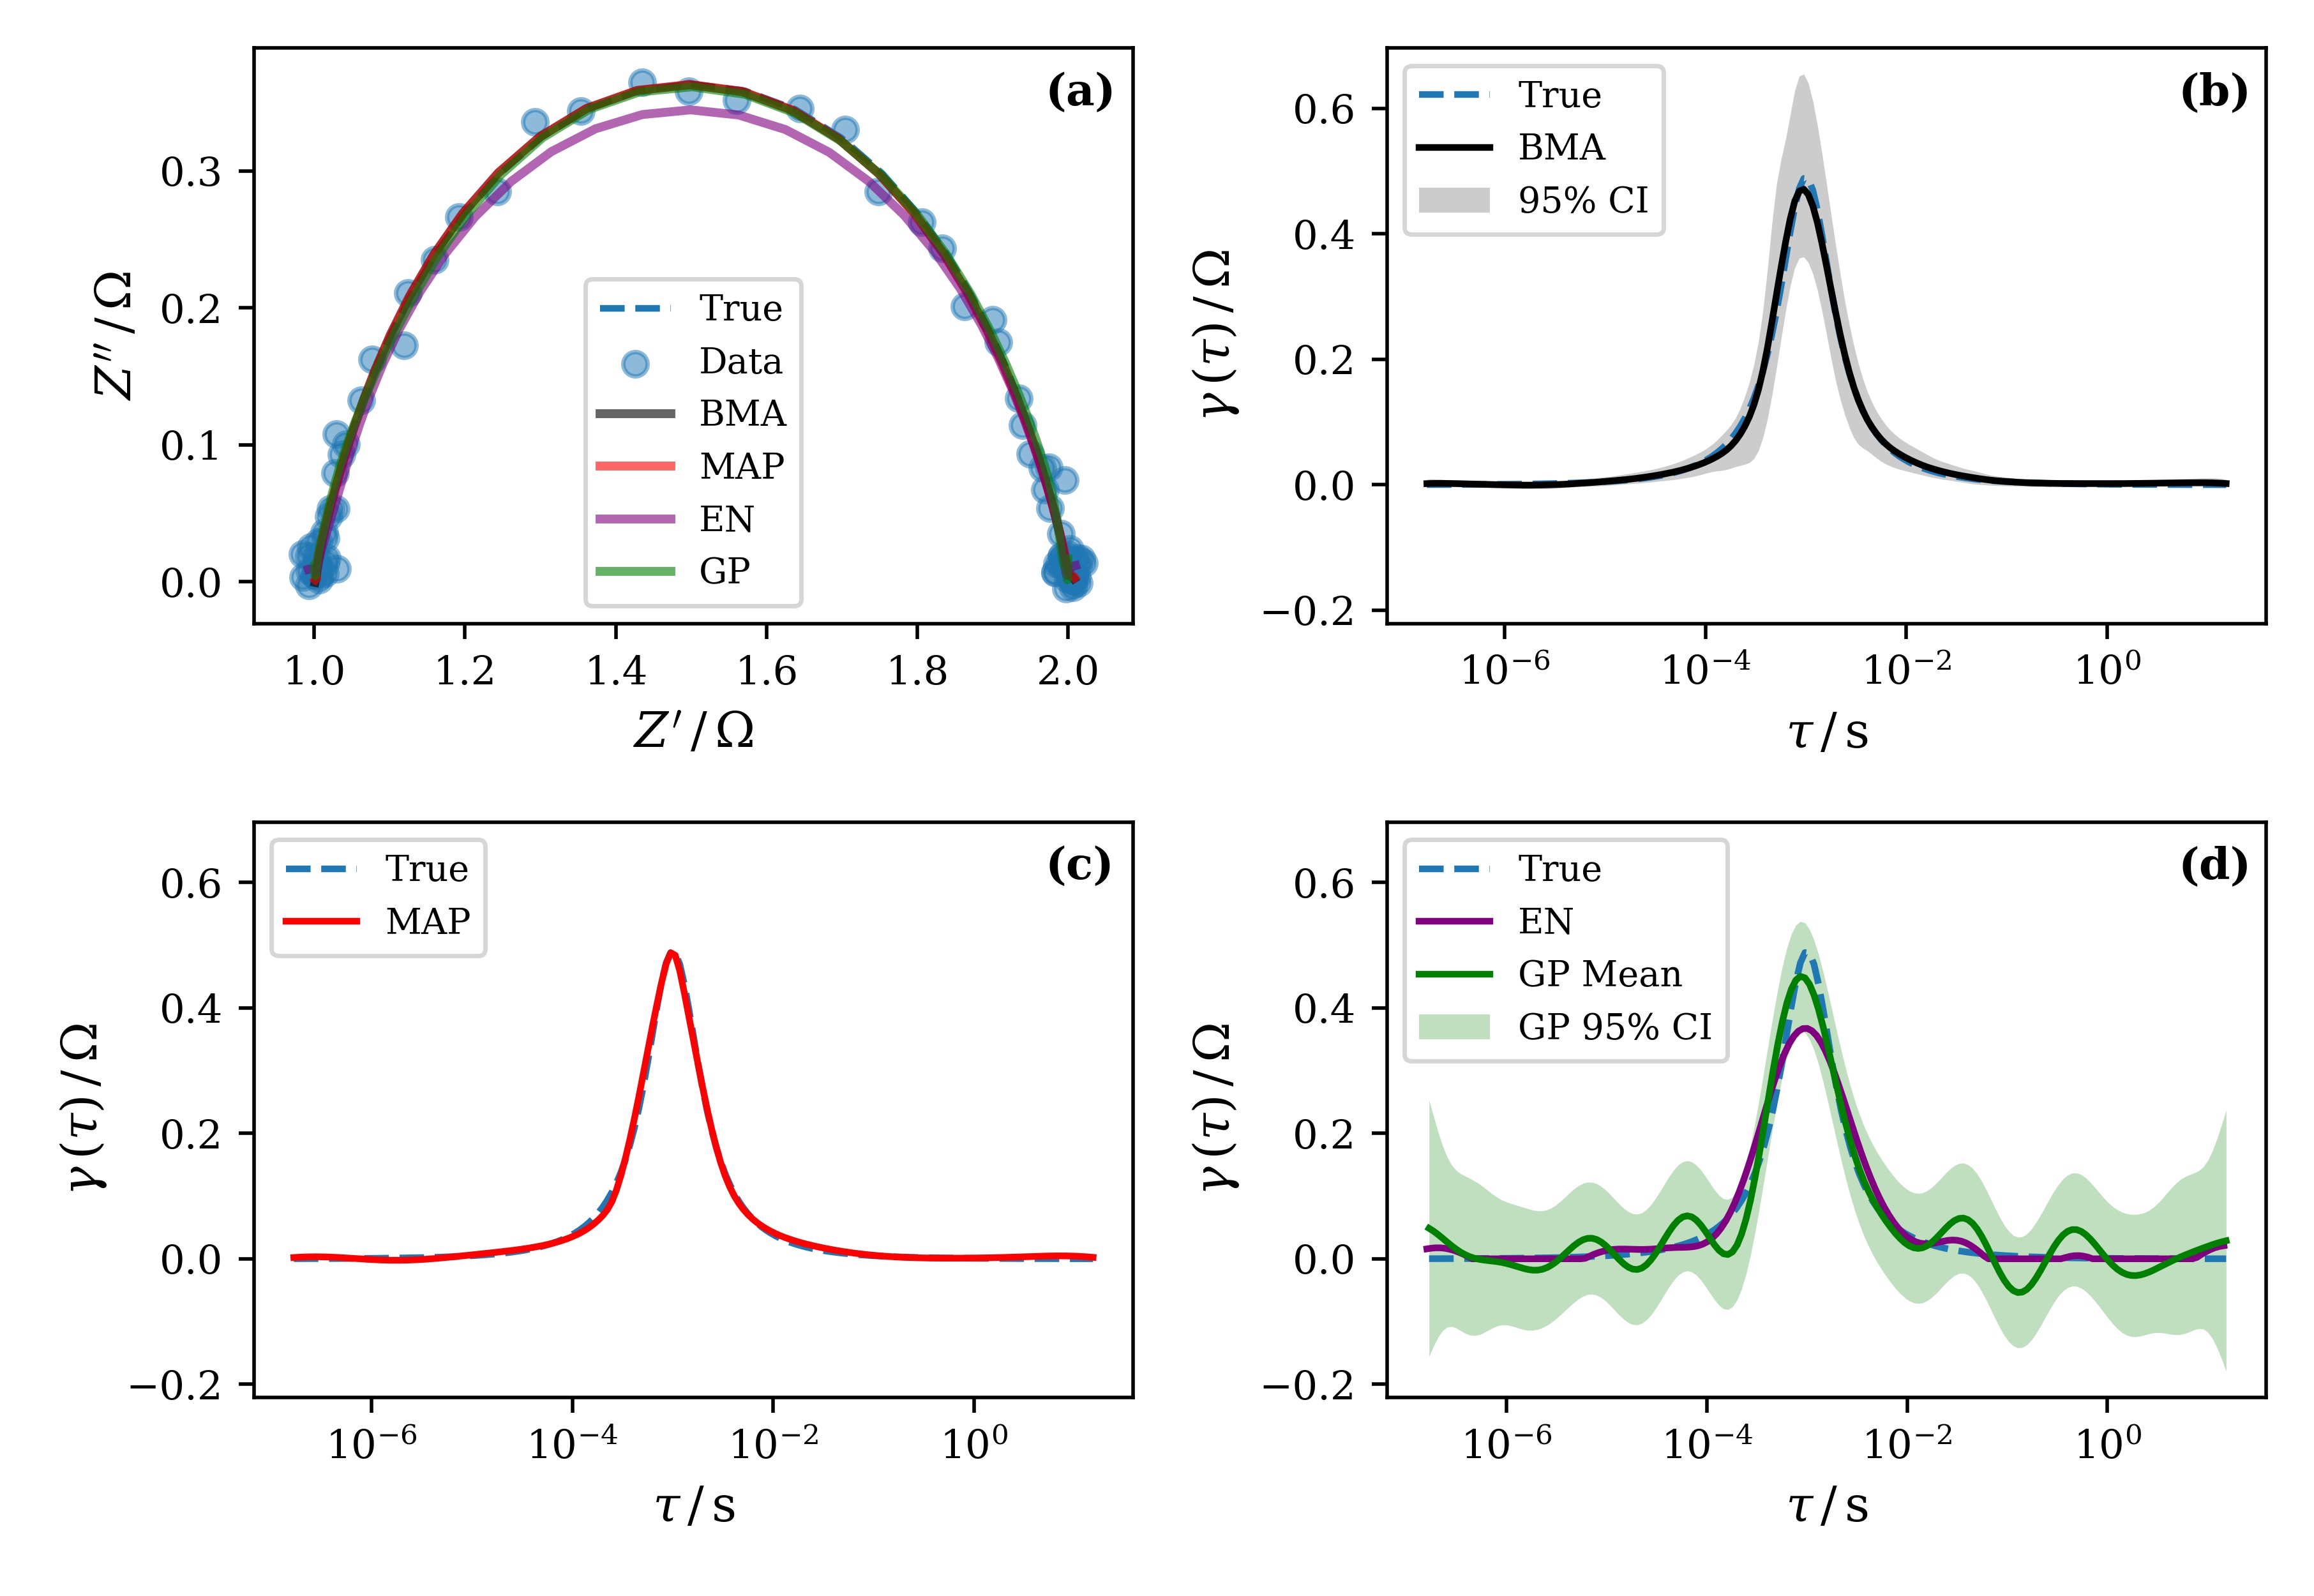 (a)
0.3
0.2
0.1
0.0
Z′′/ Ω
True
Data
BMA
MAP
EN
GP
1.0 1.2 1.4 1.6 1.8 2.0
Z′/ Ω
(b)
True
BMA
95% CI
0.6
0.4
0.2
0.0
−0.2
γ (τ) / Ω
10⁻⁶ 10⁻⁴ 10⁻² 10⁰
τ / s
(c)
True
MAP
0.6
0.4
0.2
0.0
−0.2
γ (τ) / Ω
10⁻⁶ 10⁻⁴ 10⁻² 10⁰
τ / s
(d)
True
EN
GP Mean
GP 95% CI
0.6
0.4
0.2
0.0
−0.2
γ (τ) / Ω
10⁻⁶ 10⁻⁴ 10⁻² 10⁰
τ / s